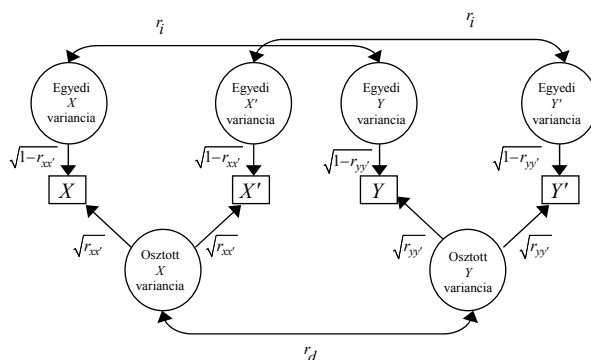 r_i
r_i
Egyedi
X
variancia
Egyedi
X′
variancia
Egyedi
Y
variancia
Egyedi
Y′
variancia
√1−r_xx′
√1−r_xx′
√1−r_yy′
√1−r_yy′
X
X′
Y
Y′
√r_xx′
√r_xx′
√r_yy′
√r_yy′
Osztott
X
variancia
Osztott
Y
variancia
r_d